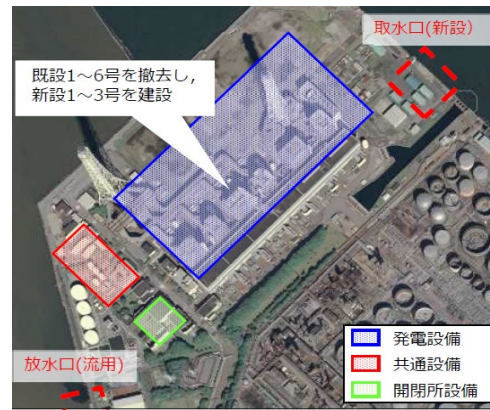 取水口(新設)
既設1～6号を撤去し,
新設1～3号を建設
放水口(流用)
発電設備
共通設備
開閉所設備